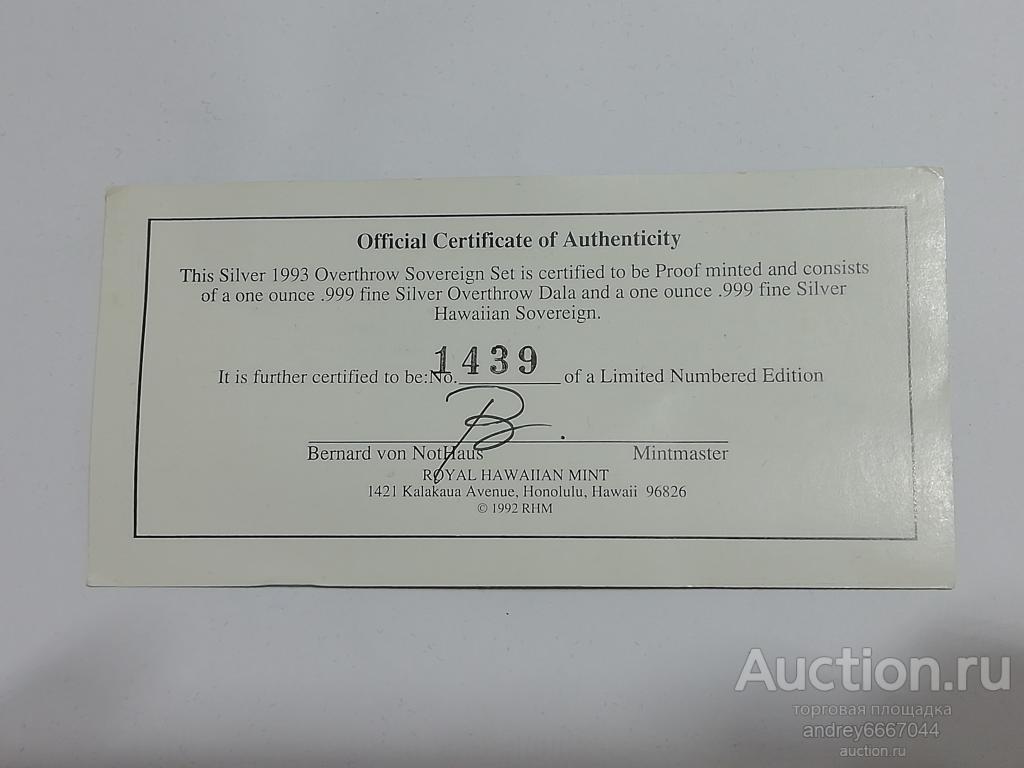 Official Certificate of Authenticity
This Silver 1993 Overthrow Sovereign Set is certified to be Proof minted and consists
of a one ounce .999 fine Silver Overthrow Dala and a one ounce .999 fine Silver
Hawaiian Sovereign.
It is further certified to be:No. 1439 of a Limited Numbered Edition
Bernard von NotHaus Mintmaster
ROYAL HAWAIIAN MINT
1421 Kalakaua Avenue, Honolulu, Hawaii 96826
© 1992 RHM
Auction.ru
торговая площадка
andrey6667044
auction.ru